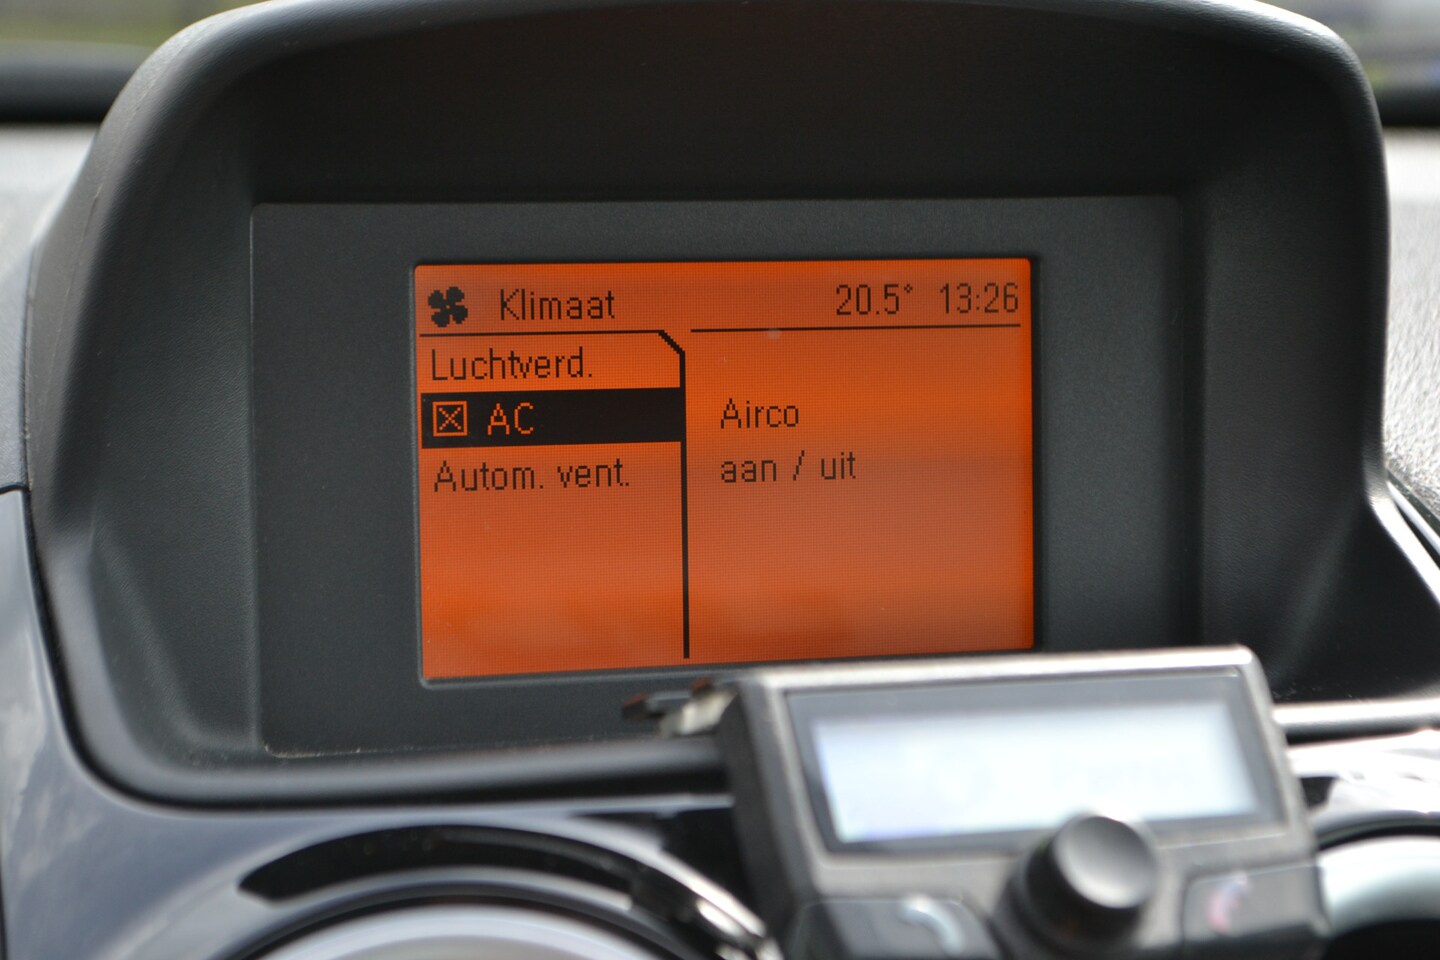 Klimaat 20.5° 13:26
Luchtverd.
AC
Autom. vent.
Airco
aan / uit